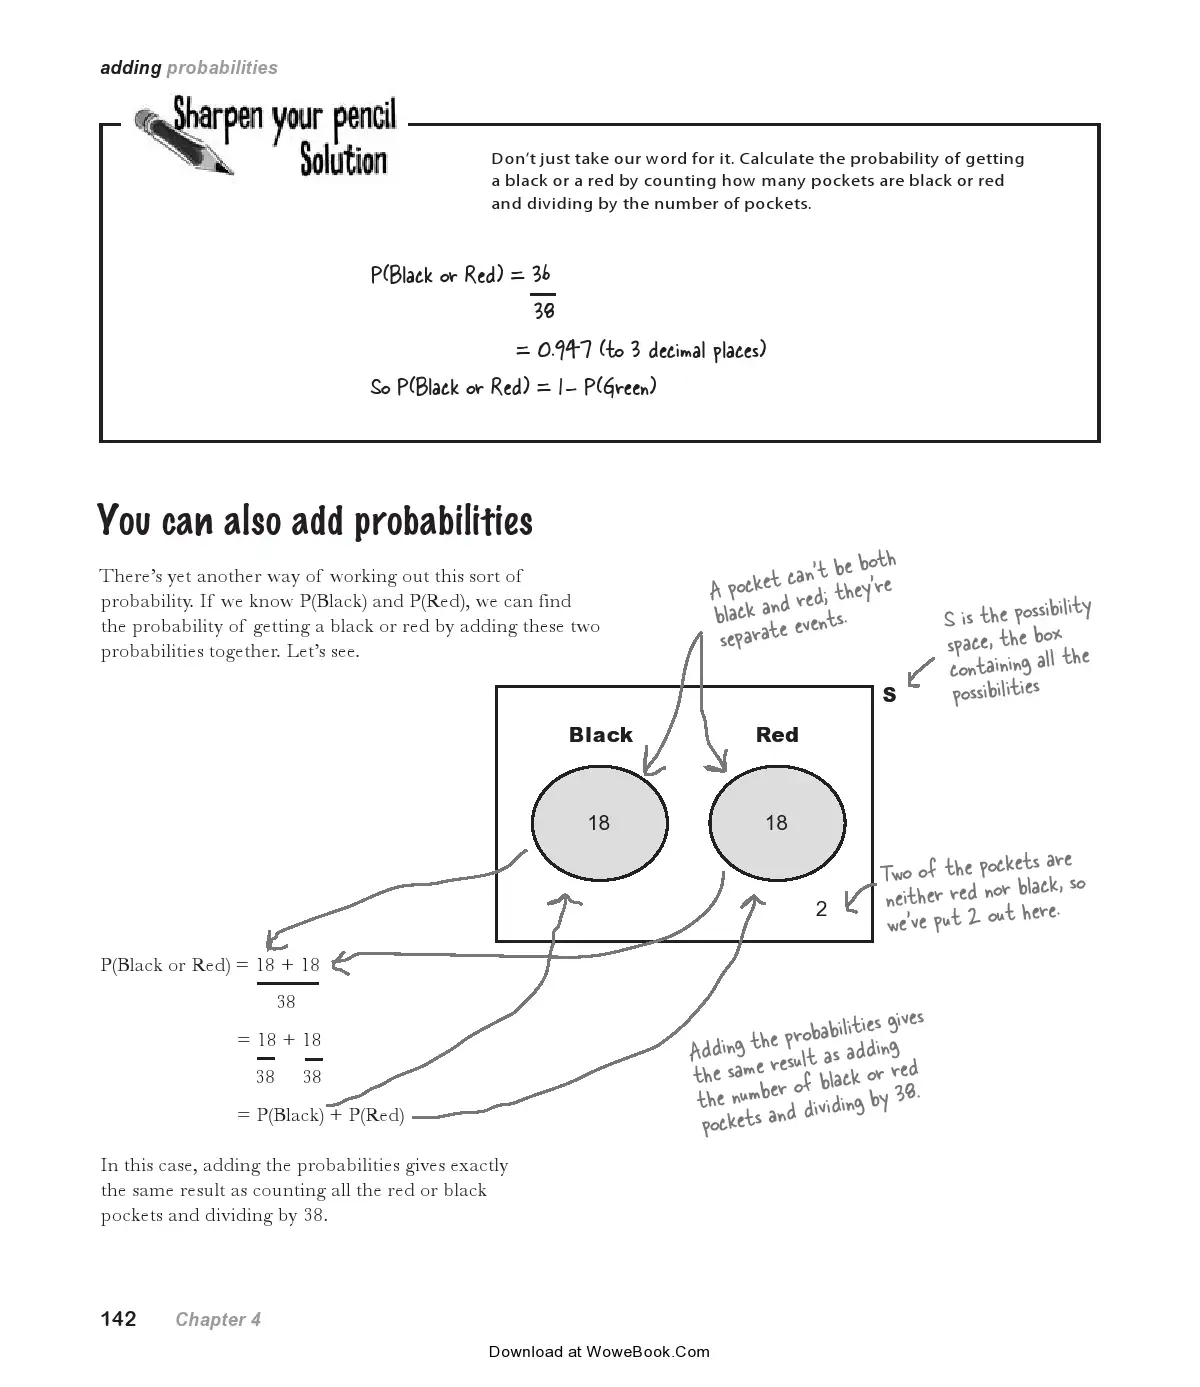 adding probabilities
Sharpen your pencil
Solution
Don't just take our word for it. Calculate the probability of getting
a black or a red by counting how many pockets are black or red
and dividing by the number of pockets.
P(Black or Red) = 36
38
= 0.947 (to 3 decimal places)
So P(Black or Red) = 1 - P(Green)
You can also add probabilities
There's yet another way of working out this sort of
probability. If we know P(Black) and P(Red), we can find
the probability of getting a black or red by adding these two
probabilities together. Let's see.
A pocket can't be both
black and red; they're
separate events.
S is the possibility
space, the box
containing all the
possibilities
S
Black Red
18 18
2
Two of the pockets are
neither red nor black, so
we've put 2 out here.
P(Black or Red) = 18 + 18
38
= 18 + 18
38 38
= P(Black) + P(Red)
Adding the probabilities gives
the same result as adding
the number of black or red
pockets and dividing by 38.
In this case, adding the probabilities gives exactly
the same result as counting all the red or black
pockets and dividing by 38.
142 Chapter 4
Download at WoweBook.Com